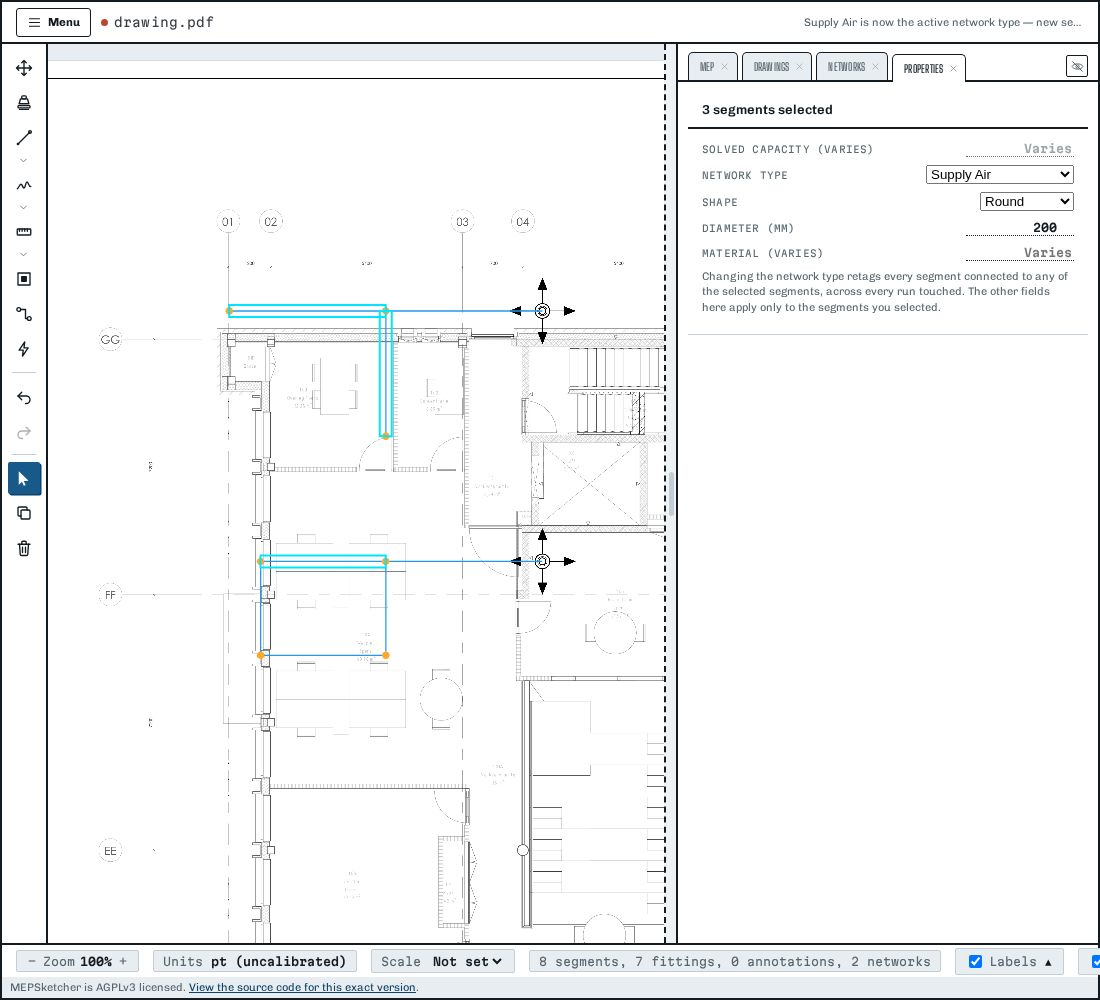 Menu
drawing.pdf
Supply Air is now the active network type — new se…
MEP
DRAWINGS
NETWORKS
PROPERTIES
3 segments selected
SOLVED CAPACITY (VARIES) Varies
NETWORK TYPE Supply Air
SHAPE Round
DIAMETER (MM) 200
MATERIAL (VARIES) Varies
Changing the network type retags every segment connected to any of
the selected segments, across every run touched. The other fields
here apply only to the segments you selected.
01 02 03 04
GG
FF
EE
− Zoom 100% +
Units pt (uncalibrated)
Scale Not set
8 segments, 7 fittings, 0 annotations, 2 networks
Labels ▲
MEPSketcher is AGPLv3 licensed. View the source code for this exact version.